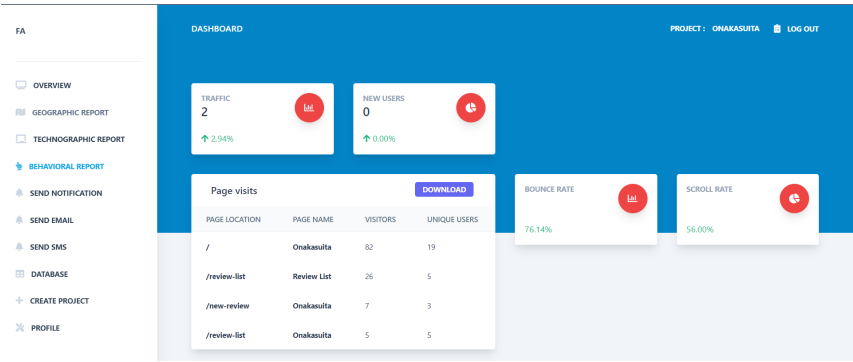 FA
OVERVIEW
GEOGRAPHIC REPORT
TECHNOGRAPHIC REPORT
BEHAVIORAL REPORT
SEND NOTIFICATION
SEND EMAIL
SEND SMS
DATABASE
CREATE PROJECT
PROFILE
DASHBOARD
PROJECT : ONAKASUITA LOG OUT
TRAFFIC
2
2.94%
NEW USERS
0
0.00%
Page visits DOWNLOAD
PAGE LOCATION PAGE NAME VISITORS UNIQUE USERS
/ Onakasuita 82 19
/review-list Review List 26 5
/new-review Onakasuita 7 3
/review-list Onakasuita 5 5
BOUNCE RATE
76.14%
SCROLL RATE
56.00%